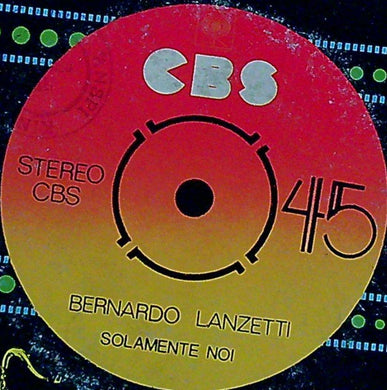 CBS
STEREO
CBS
45
BERNARDO LANZETTI
SOLAMENTE NOI